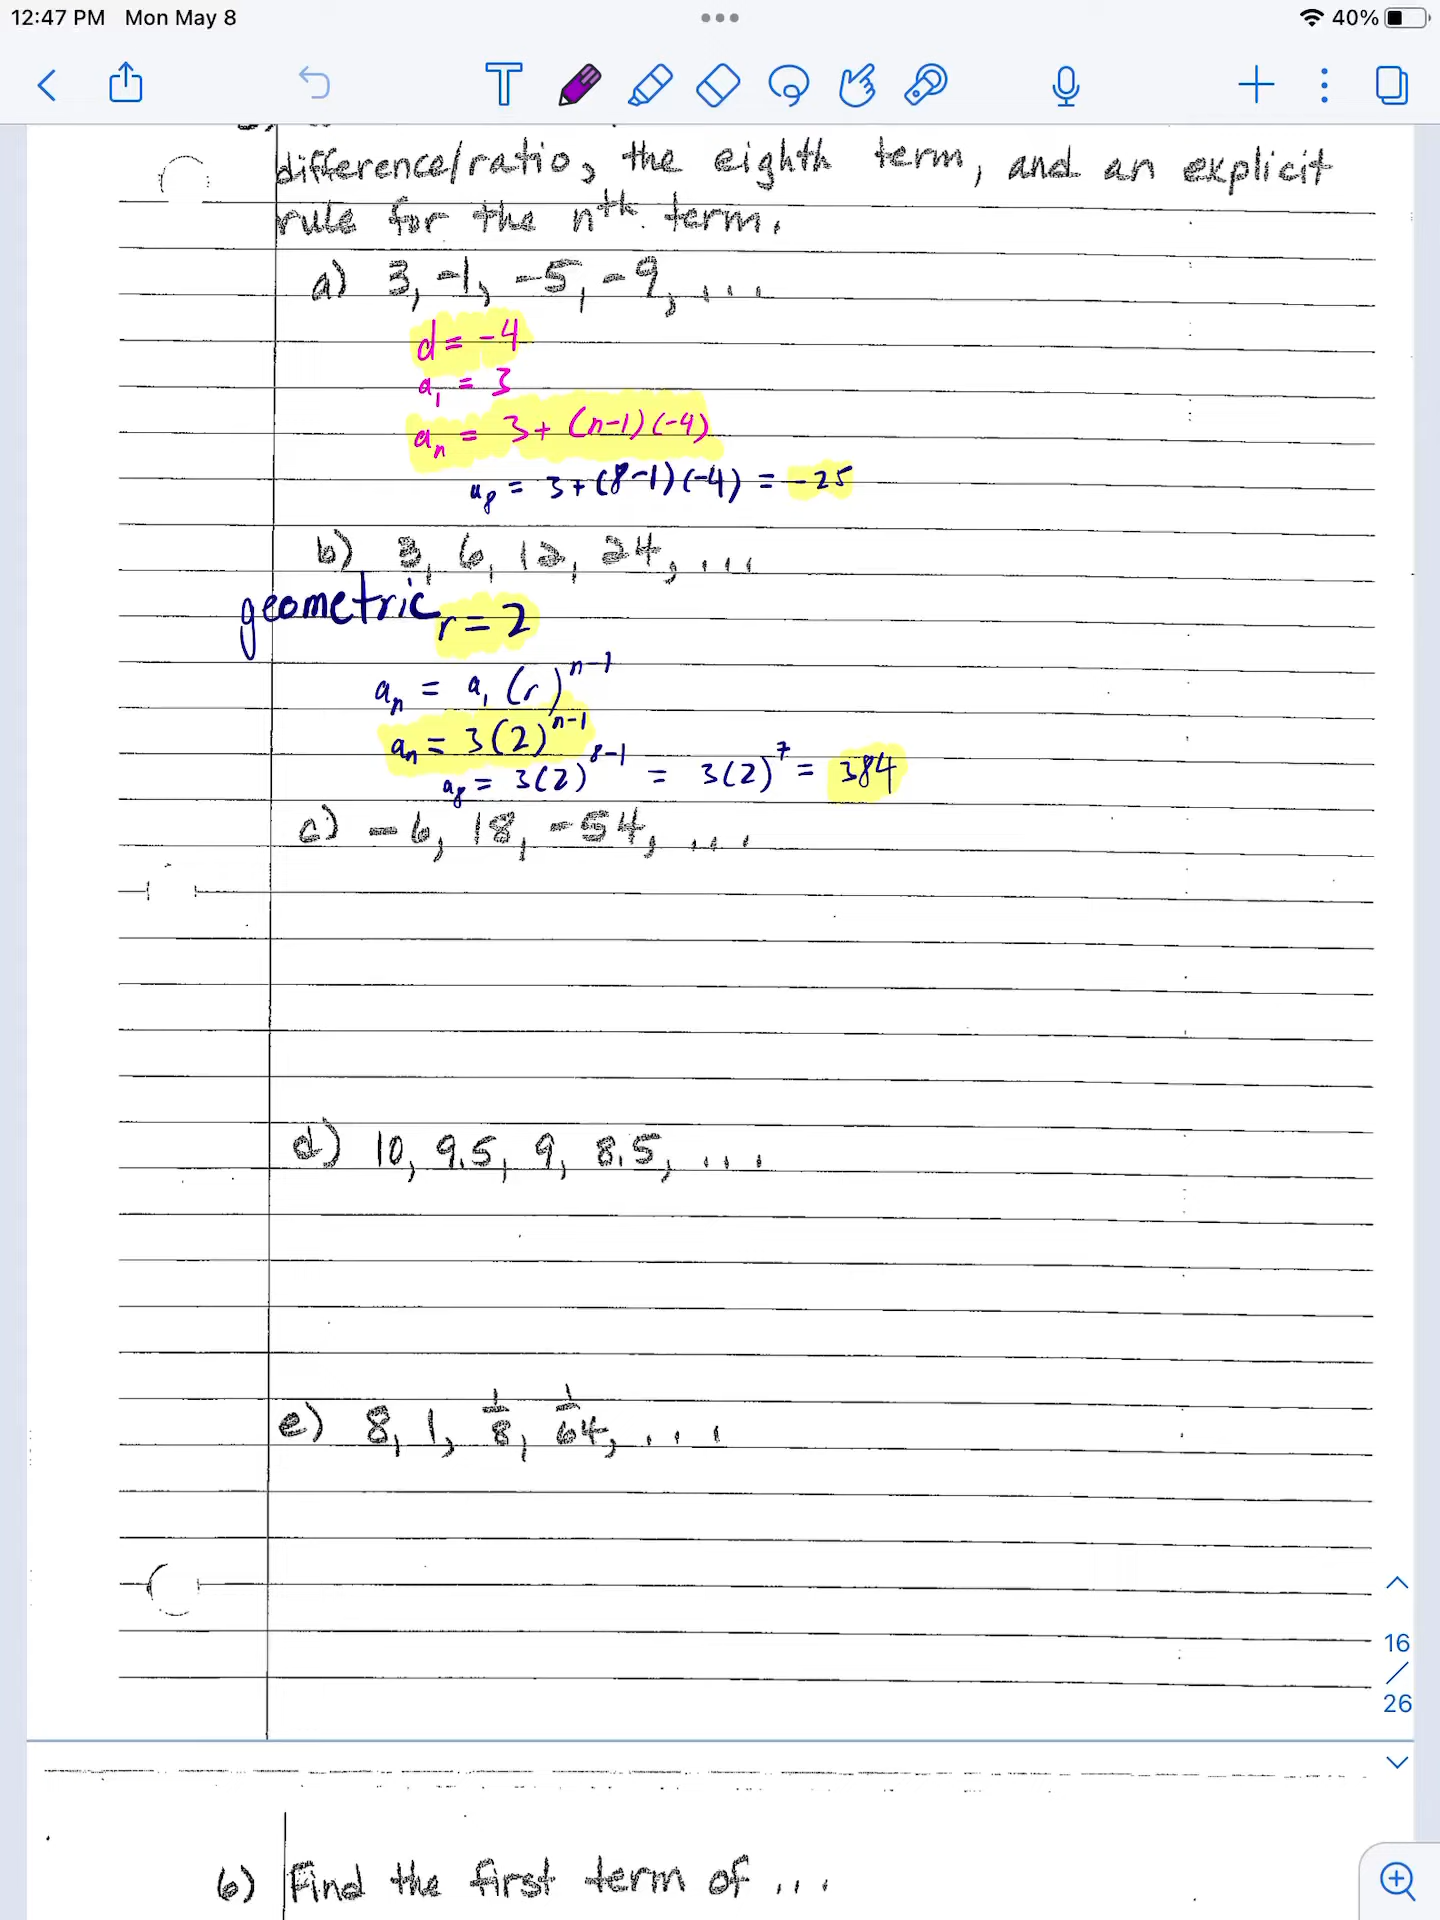 12:47 PM Mon May 8
40%
difference/ratio, the eighth term, and an explicit
rule for the nth term.
a) 3, -1, -5, -9, ...
d = -4
a₁ = 3
aₙ = 3 + (n-1)(-4)
a₈ = 3 + (8-1)(-4) = -25
b) 3, 6, 12, 24, ...
geometric r = 2
aₙ = a₁ (r)ⁿ⁻¹
aₙ = 3(2)ⁿ⁻¹
a₈ = 3(2)⁸⁻¹ = 3(2)⁷ = 384
c) -6, 18, -54, ...
d) 10, 9.5, 9, 8.5, ...
e) 8, 1, 1/8, 1/64, ...
16
/
26
6) Find the first term of ...